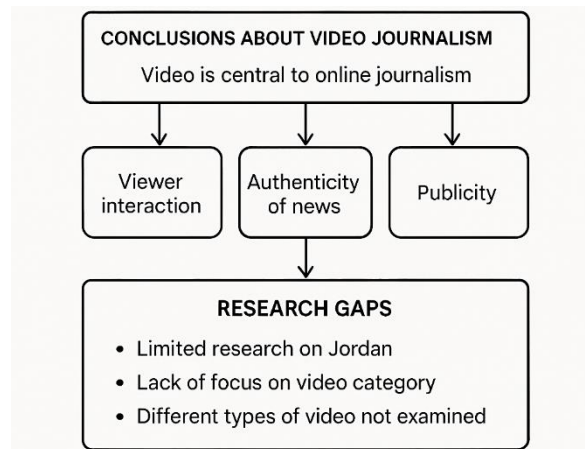 CONCLUSIONS ABOUT VIDEO JOURNALISM
Video is central to online journalism
Viewer
interaction
Authenticity
of news
Publicity
RESEARCH GAPS
• Limited research on Jordan
• Lack of focus on video category
• Different types of video not examined